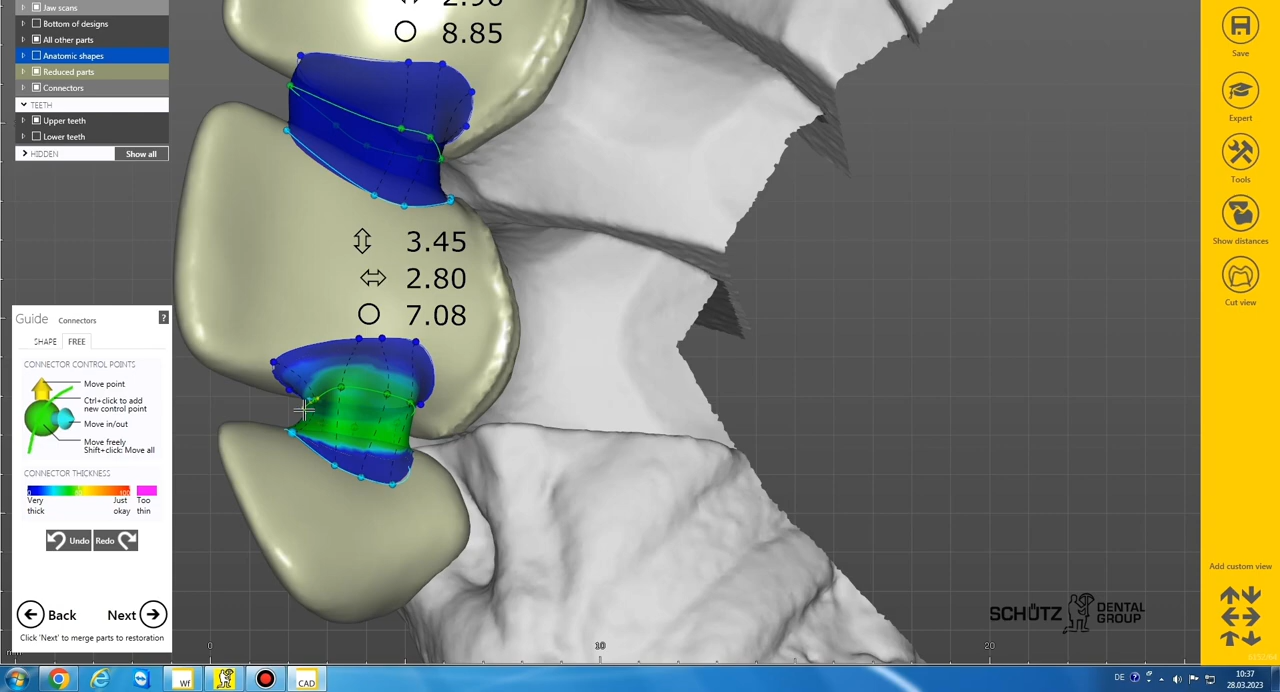 Jaw scans
Bottom of designs
All other parts
Anatomic shapes
Reduced parts
Connectors
TEETH
Upper teeth
Lower teeth
HIDDEN
Show all
2.96
8.85
3.45
2.80
7.08
Guide Connectors ?
SHAPE FREE
CONNECTOR CONTROL POINTS
Move point
Ctrl+click to add
new control point
Move in/out
Move freely
Shift+click: Move all
CONNECTOR THICKNESS
Very
thick
Just
okay
Too
thin
Undo Redo
Back Next
Click 'Next' to merge parts to restoration
0 10 20
SCHÜTZ DENTAL
GROUP
Save
Expert
Tools
Show distances
Cut view
Add custom view
Wf
CAD
DE
10:37
28.03.2023